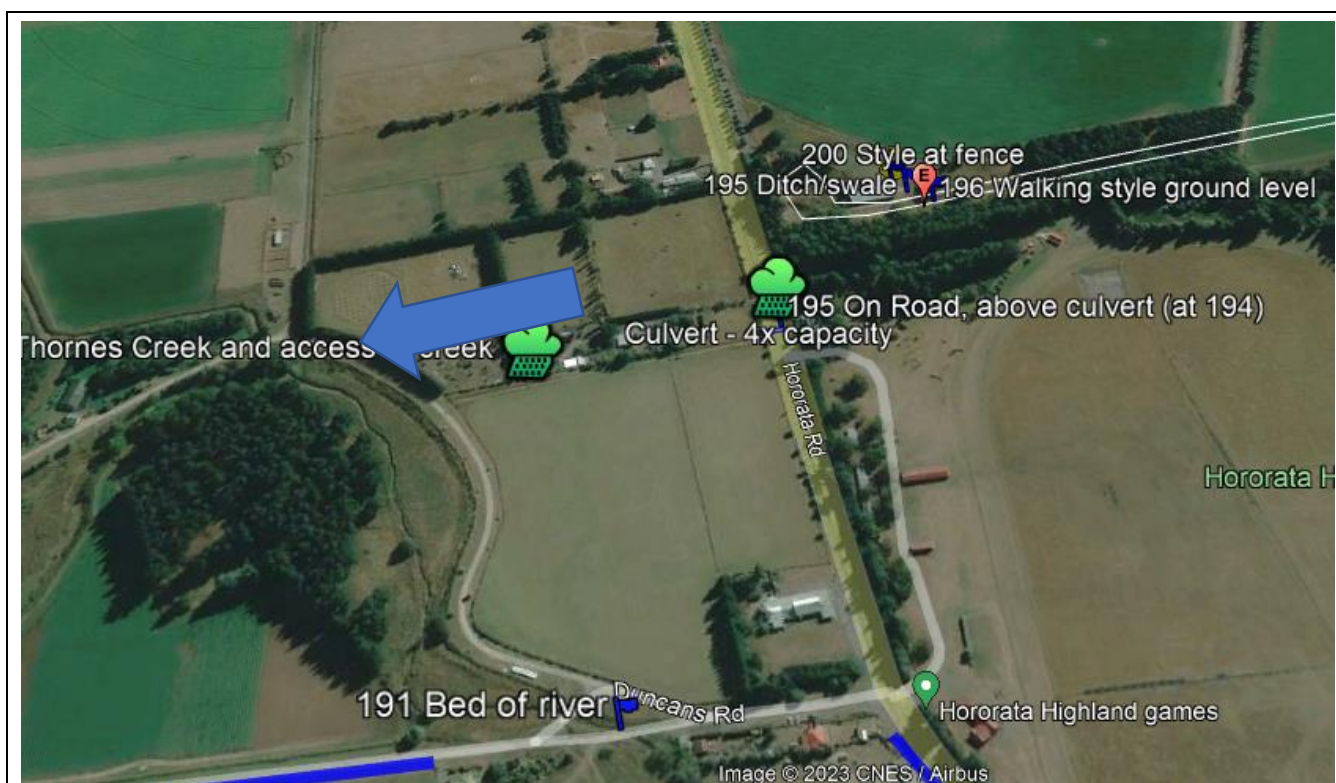 200 Style at fence
195 Ditch/swale
E
196 Walking style ground level
195 On Road, above culvert (at 194)
Thornes Creek and access
creek
Culvert - 4x capacity
Hororata Rd
Hororata H
191 Bed of river
Duncans Rd
Hororata Highland games
Image © 2023 CNES / Airbus